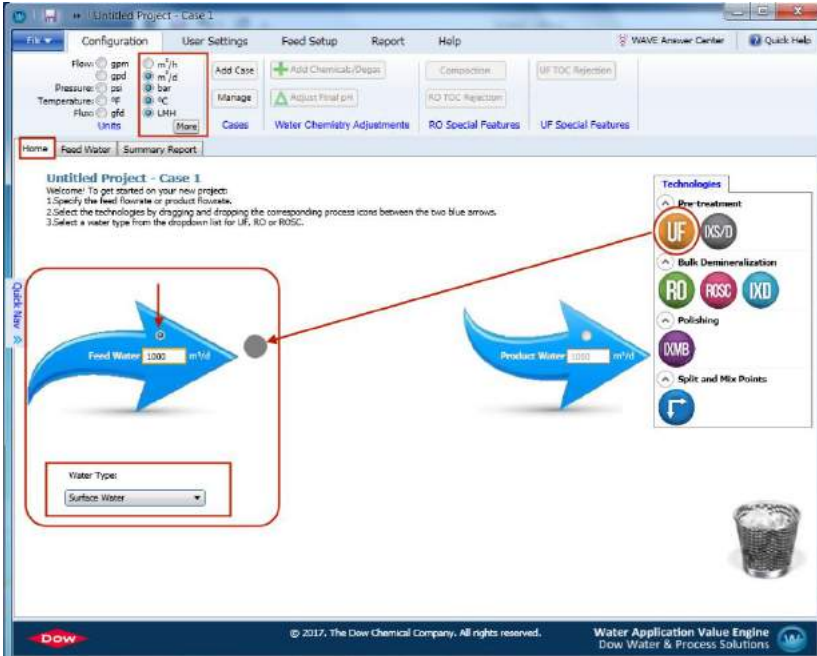 Untitled Project - Case 1
File Configuration User Settings Feed Setup Report Help WAVE Answer Center Quick Help
Flow: gpm m³/h
gpd m³/d
Pressure: psi bar
Temperature: ºF ºC
Flux: gfd LMH
Units More
Add Case
Manage
Cases
Add Chemicals/Degas
Adjust Final pH
Water Chemistry Adjustments
Compaction
RO TOC Rejection
RO Special Features
UF TOC Rejection
UF Special Features
Home Feed Water Summary Report
Untitled Project - Case 1
Welcome! To get started on your new project:
1.Specify the feed flowrate or product flowrate.
2.Select the technologies by dragging and dropping the corresponding process icons between the two blue arrows.
3.Select a water type from the dropdown list for UF, RO or ROSC.
Quick Nav
Feed Water 1000 m³/d
Product Water 1000 m³/d
Water Type:
Surface Water
Technologies
Pre-treatment
UF IXS/D
Bulk Demineralization
RO ROSC IXD
Polishing
IXMB
Split and Mix Points
Dow
© 2017. The Dow Chemical Company. All rights reserved.
Water Application Value Engine
Dow Water & Process Solutions